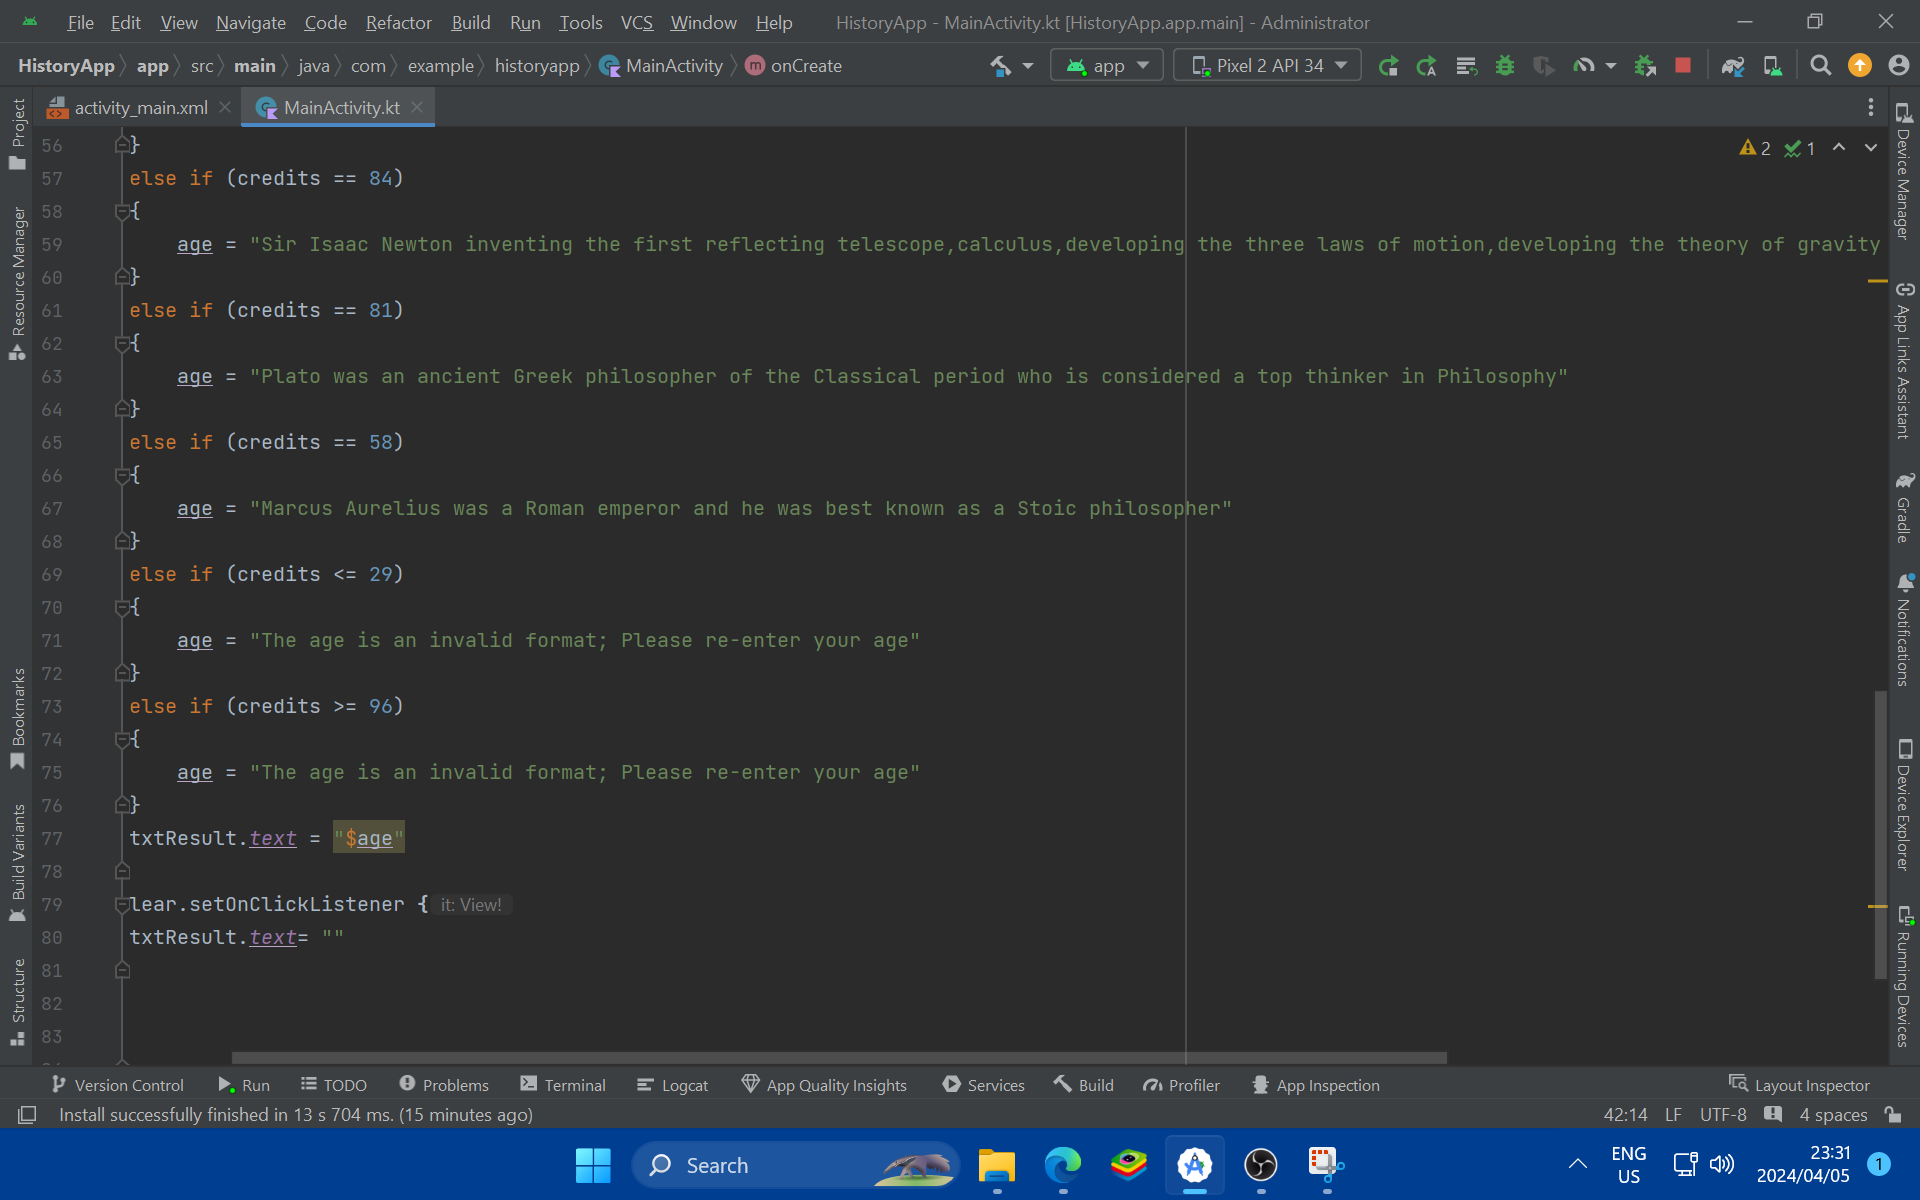 File Edit View Navigate Code Refactor Build Run Tools VCS Window Help HistoryApp - MainActivity.kt [HistoryApp.app.main] - Administrator
HistoryApp app src main java com example historyapp MainActivity m onCreate app Pixel 2 API 34
activity_main.xml MainActivity.kt
2 1
56 }
57 else if (credits == 84)
58 {
59 age = "Sir Isaac Newton inventing the first reflecting telescope,calculus,developing the three laws of motion,developing the theory of gravity
60 }
61 else if (credits == 81)
62 {
63 age = "Plato was an ancient Greek philosopher of the Classical period who is considered a top thinker in Philosophy"
64 }
65 else if (credits == 58)
66 {
67 age = "Marcus Aurelius was a Roman emperor and he was best known as a Stoic philosopher"
68 }
69 else if (credits <= 29)
70 {
71 age = "The age is an invalid format; Please re-enter your age"
72 }
73 else if (credits >= 96)
74 {
75 age = "The age is an invalid format; Please re-enter your age"
76 }
77 txtResult.text = "$age"
78
79 lear.setOnClickListener { it: View!
80 txtResult.text= ""
81
82
83
Project
Resource Manager
Bookmarks
Build Variants
Structure
Device Manager
App Links Assistant
Gradle
Notifications
Device Explorer
Running Devices
Version Control Run TODO Problems Terminal Logcat App Quality Insights Services Build Profiler App Inspection Layout Inspector
Install successfully finished in 13 s 704 ms. (15 minutes ago) 42:14 LF UTF-8 4 spaces
Search
ENG
US
23:31
2024/04/05
1